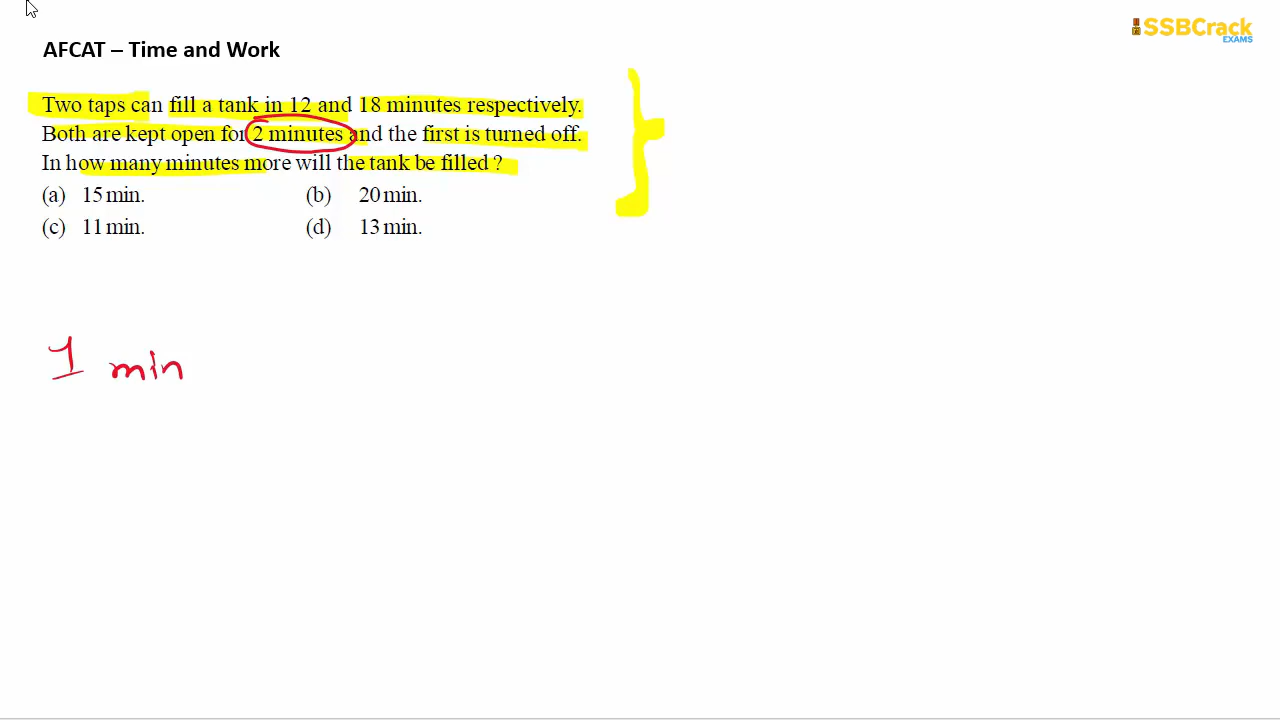 SSBCrack
EXAMS
AFCAT – Time and Work
Two taps can fill a tank in 12 and 18 minutes respectively.
Both are kept open for 2 minutes and the first is turned off.
In how many minutes more will the tank be filled ?
(a) 15 min. (b) 20 min.
(c) 11 min. (d) 13 min.
1 min